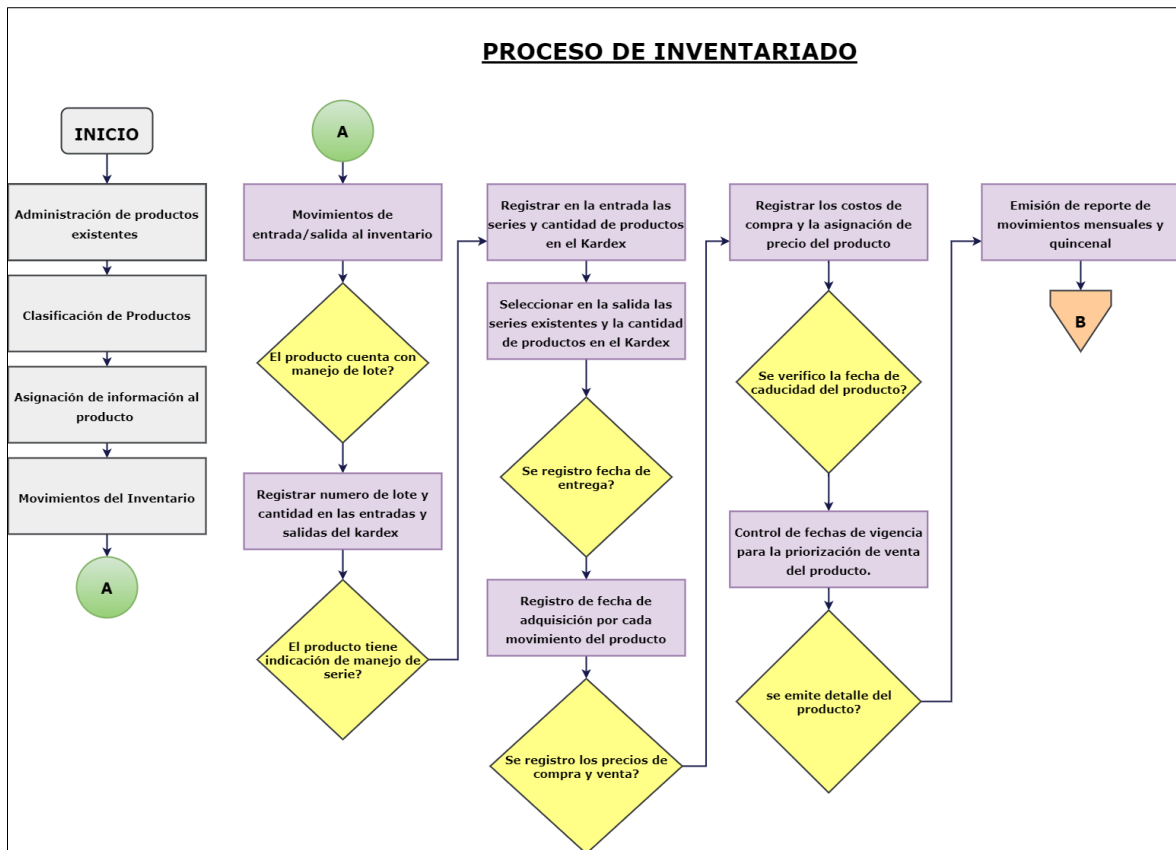 PROCESO DE INVENTARIADO
INICIO
Administración de productos
existentes
Clasificación de Productos
Asignación de información al
producto
Movimientos del Inventario
A
A
Movimientos de
entrada/salida al inventario
El producto cuenta con
manejo de lote?
Registrar numero de lote y
cantidad en las entradas y
salidas del kardex
El producto tiene
indicación de manejo de
serie?
Registrar en la entrada las
series y cantidad de productos
en el Kardex
Seleccionar en la salida las
series existentes y la cantidad
de productos en el Kardex
Se registro fecha de
entrega?
Registro de fecha de
adquisición por cada
movimiento del producto
Se registro los precios de
compra y venta?
Registrar los costos de
compra y la asignación de
precio del producto
Se verifico la fecha de
caducidad del producto?
Control de fechas de vigencia
para la priorización de venta
del producto.
se emite detalle del
producto?
Emisión de reporte de
movimientos mensuales y
quincenal
B